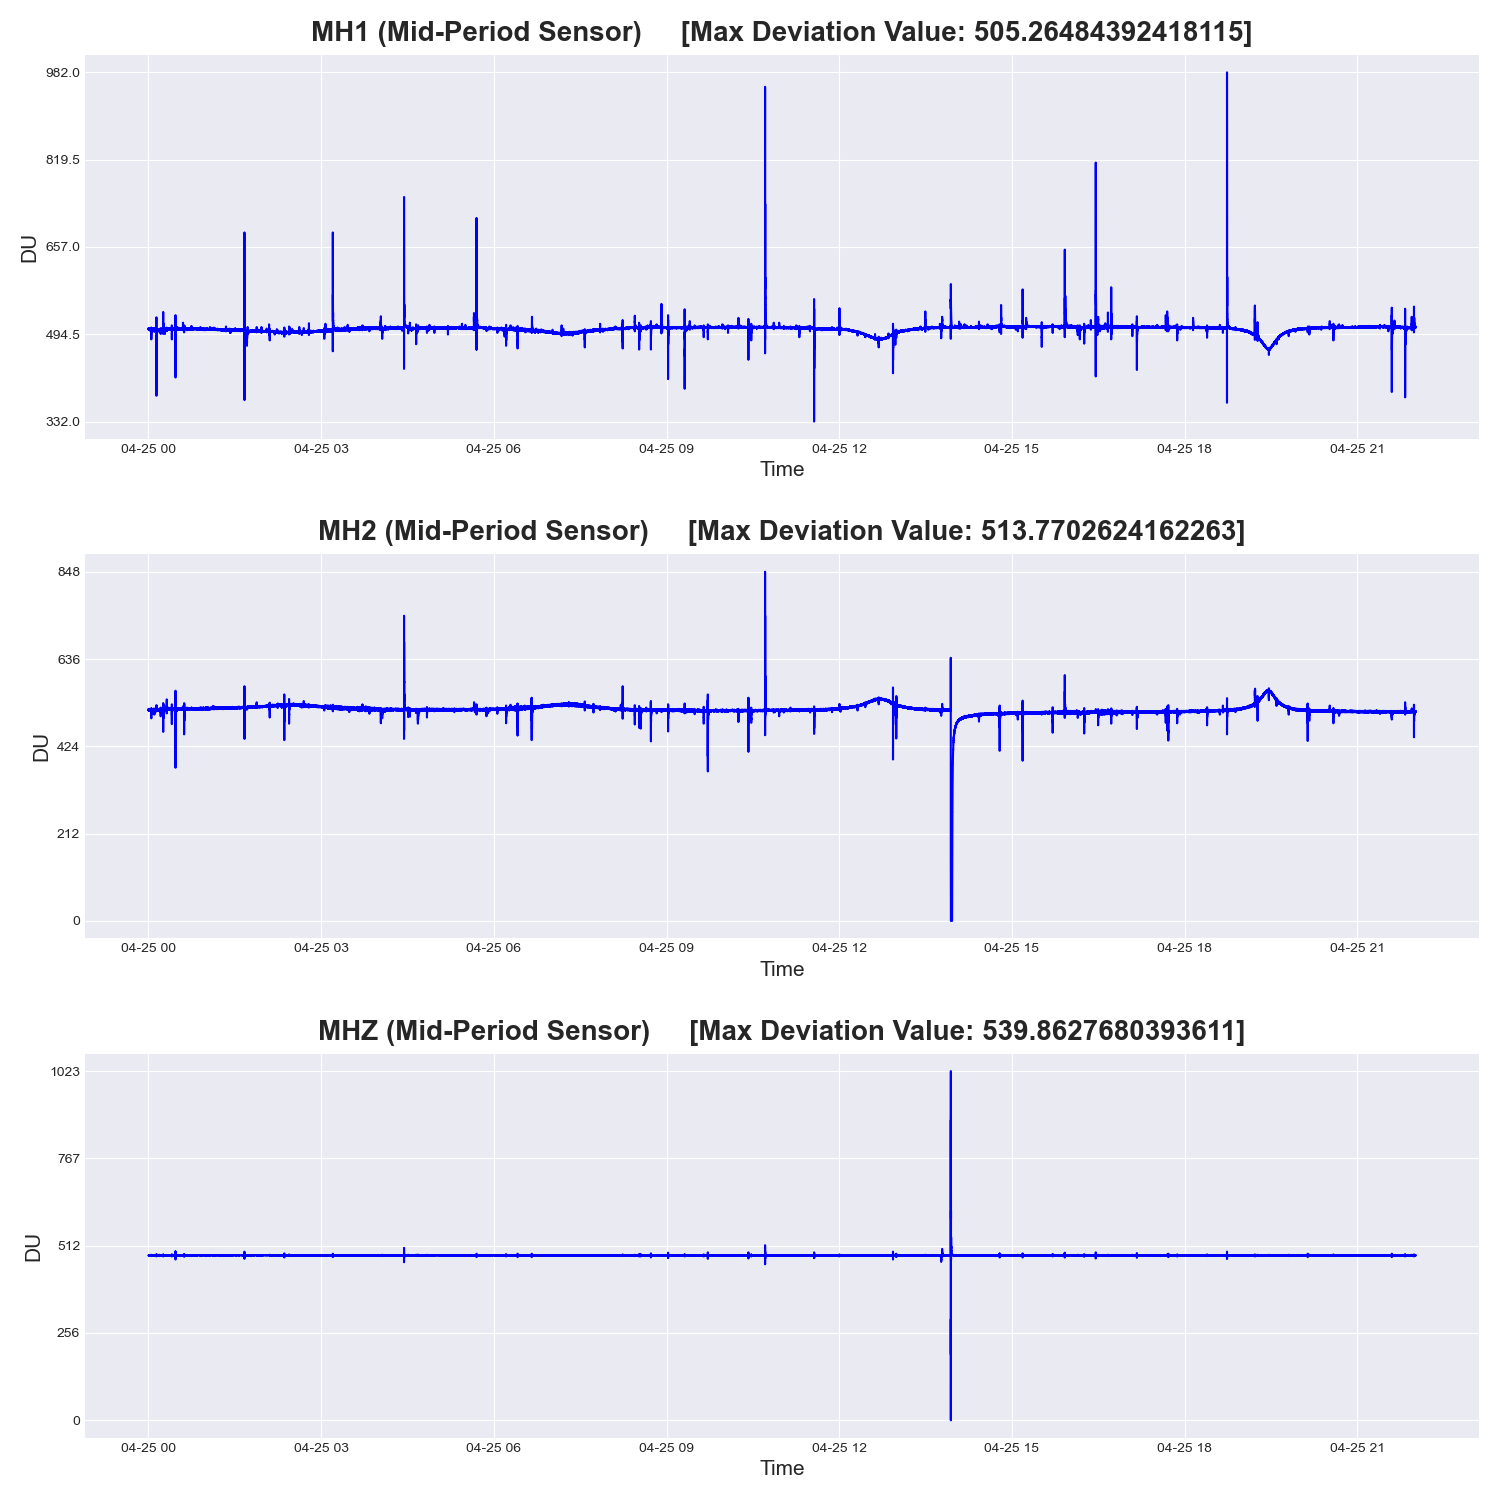 MH1 (Mid-Period Sensor) [Max Deviation Value: 505.26484392418115]
982.0
819.5
657.0
494.5
332.0
DU
04-25 00 04-25 03 04-25 06 04-25 09 04-25 12 04-25 15 04-25 18 04-25 21
Time
MH2 (Mid-Period Sensor) [Max Deviation Value: 513.7702624162263]
848
636
424
212
0
DU
04-25 00 04-25 03 04-25 06 04-25 09 04-25 12 04-25 15 04-25 18 04-25 21
Time
MHZ (Mid-Period Sensor) [Max Deviation Value: 539.8627680393611]
1023
767
512
256
0
DU
04-25 00 04-25 03 04-25 06 04-25 09 04-25 12 04-25 15 04-25 18 04-25 21
Time